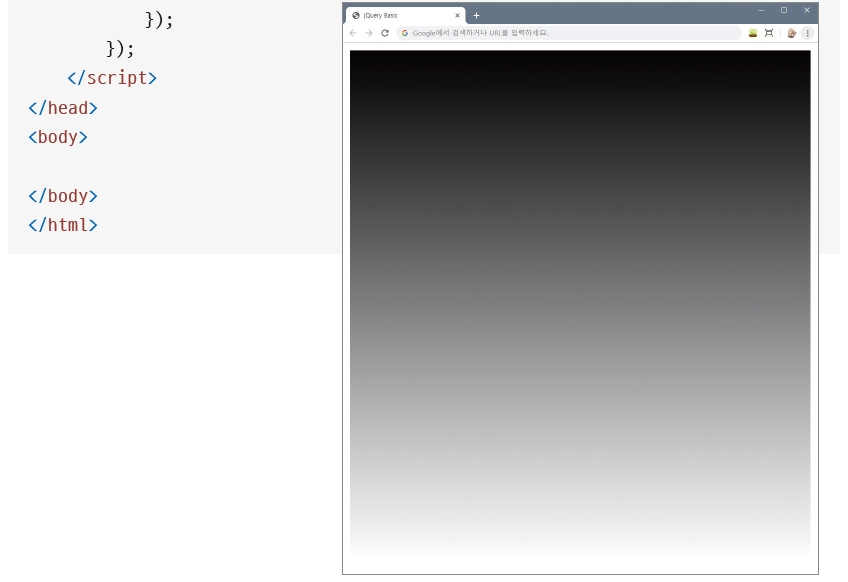 });
});
</script>
</head>
<body>
</body>
</html>
jQuery Basic
Google에서 검색하거나 URL을 입력하세요.